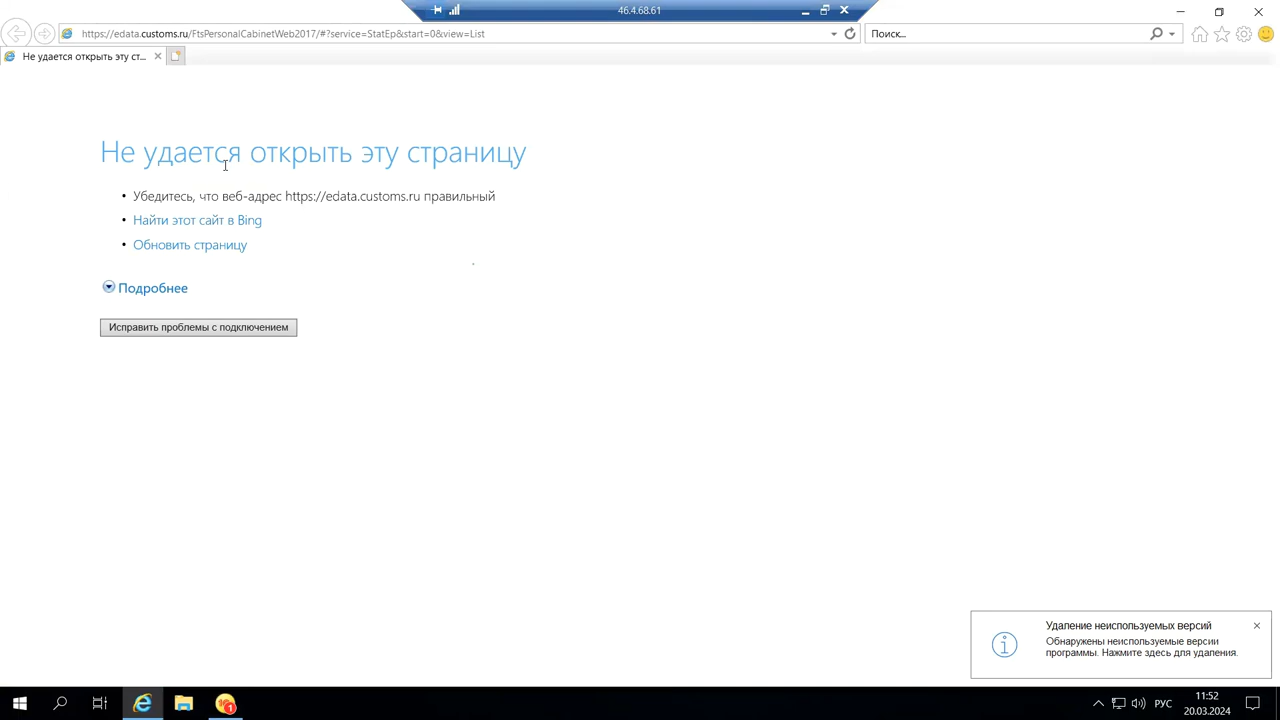 46.4.68.61
https://edata.customs.ru/FtsPersonalCabinetWeb2017/#?service=StatEp&start=0&view=List
Поиск...
Не удается открыть эту ст...
Не удается открыть эту страницу
• Убедитесь, что веб-адрес https://edata.customs.ru правильный
• Найти этот сайт в Bing
• Обновить страницу
Подробнее
Исправить проблемы с подключением
Удаление неиспользуемых версий
Обнаружены неиспользуемые версии
программы. Нажмите здесь для удаления.
1
РУС
11:52
20.03.2024